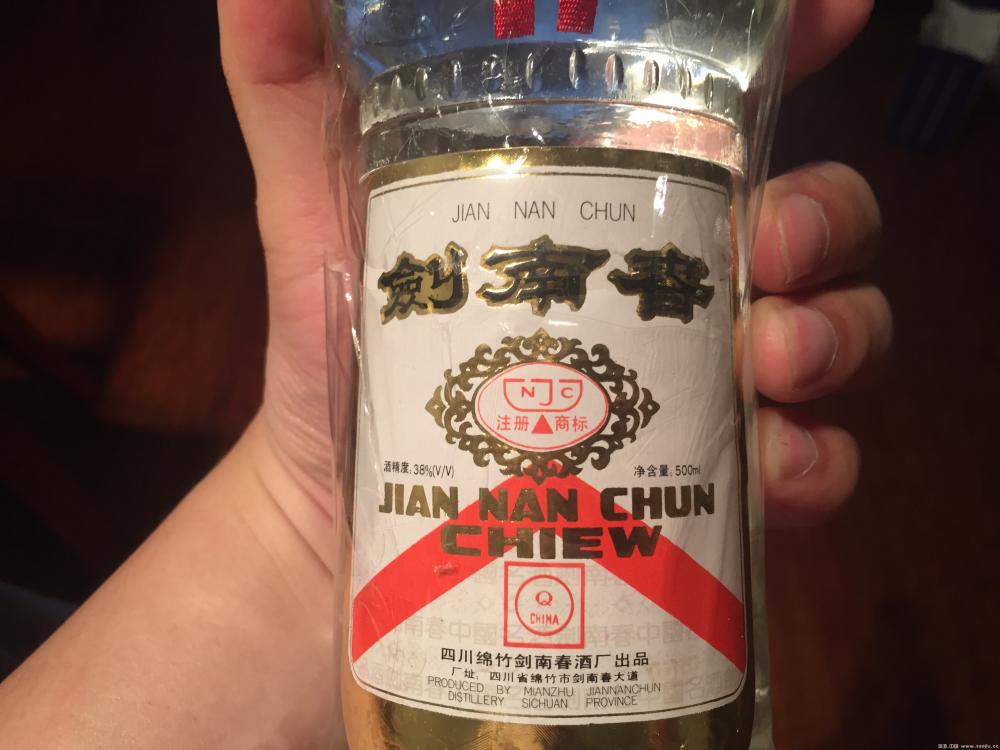 JIAN NAN CHUN
劍南春
NJC
注册 商标
酒精度: 38%(V/V) 净含量: 500ml
JIAN NAN CHUN
CHIEW
Q
CHINA
四川绵竹剑南春酒厂出品
厂址: 四川省绵竹市剑南春大道
PRODUCED BY MIANZHU JIANNANCHUN
DISTILLERY SICHUAN PROVINCE